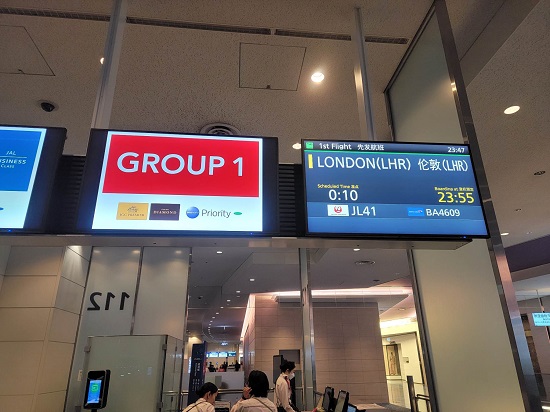 JAL
BUSINESS
CLASS
GROUP 1
DIAMOND
Priority
1st Flight 先发航班
23:47
LONDON(LHR) 伦敦(LHR)
Scheduled Time
Boarding at
0:10
23:55
JL41
BA4609
112